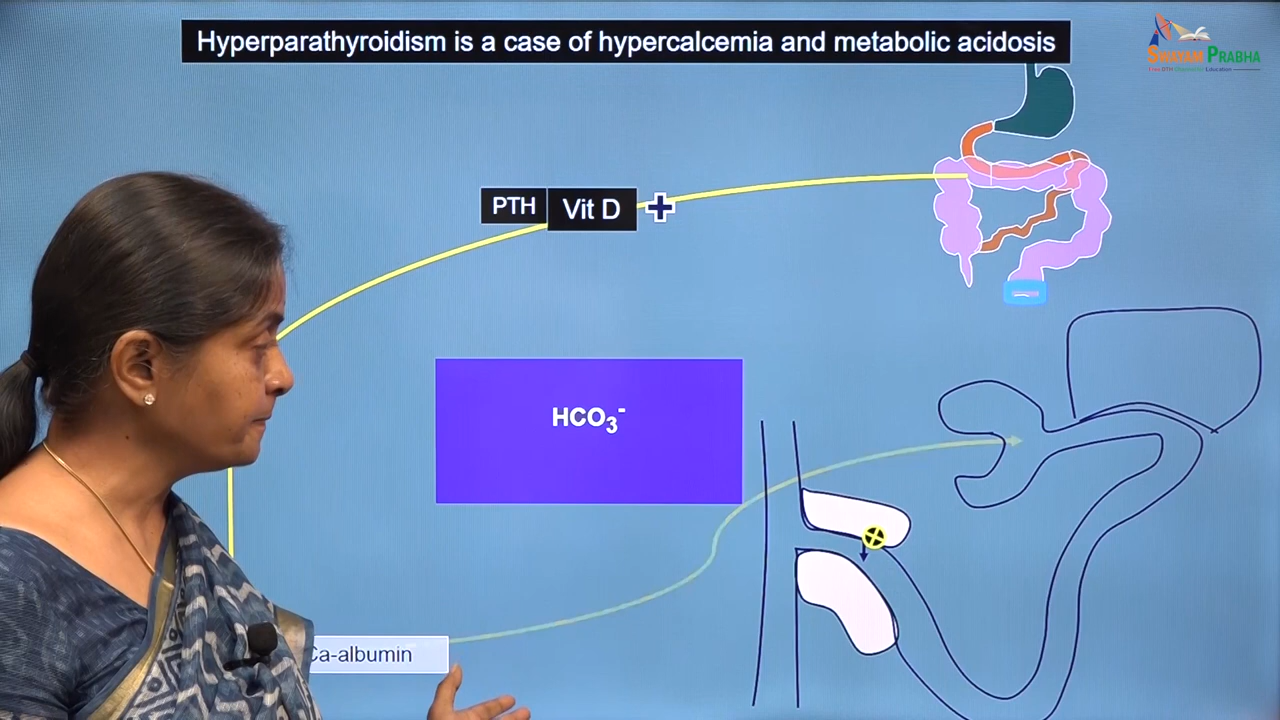 Hyperparathyroidism is a case of hypercalcemia and metabolic acidosis
SWAYAM PRABHA
PTH
Vit D
HCO3-
Ca-albumin